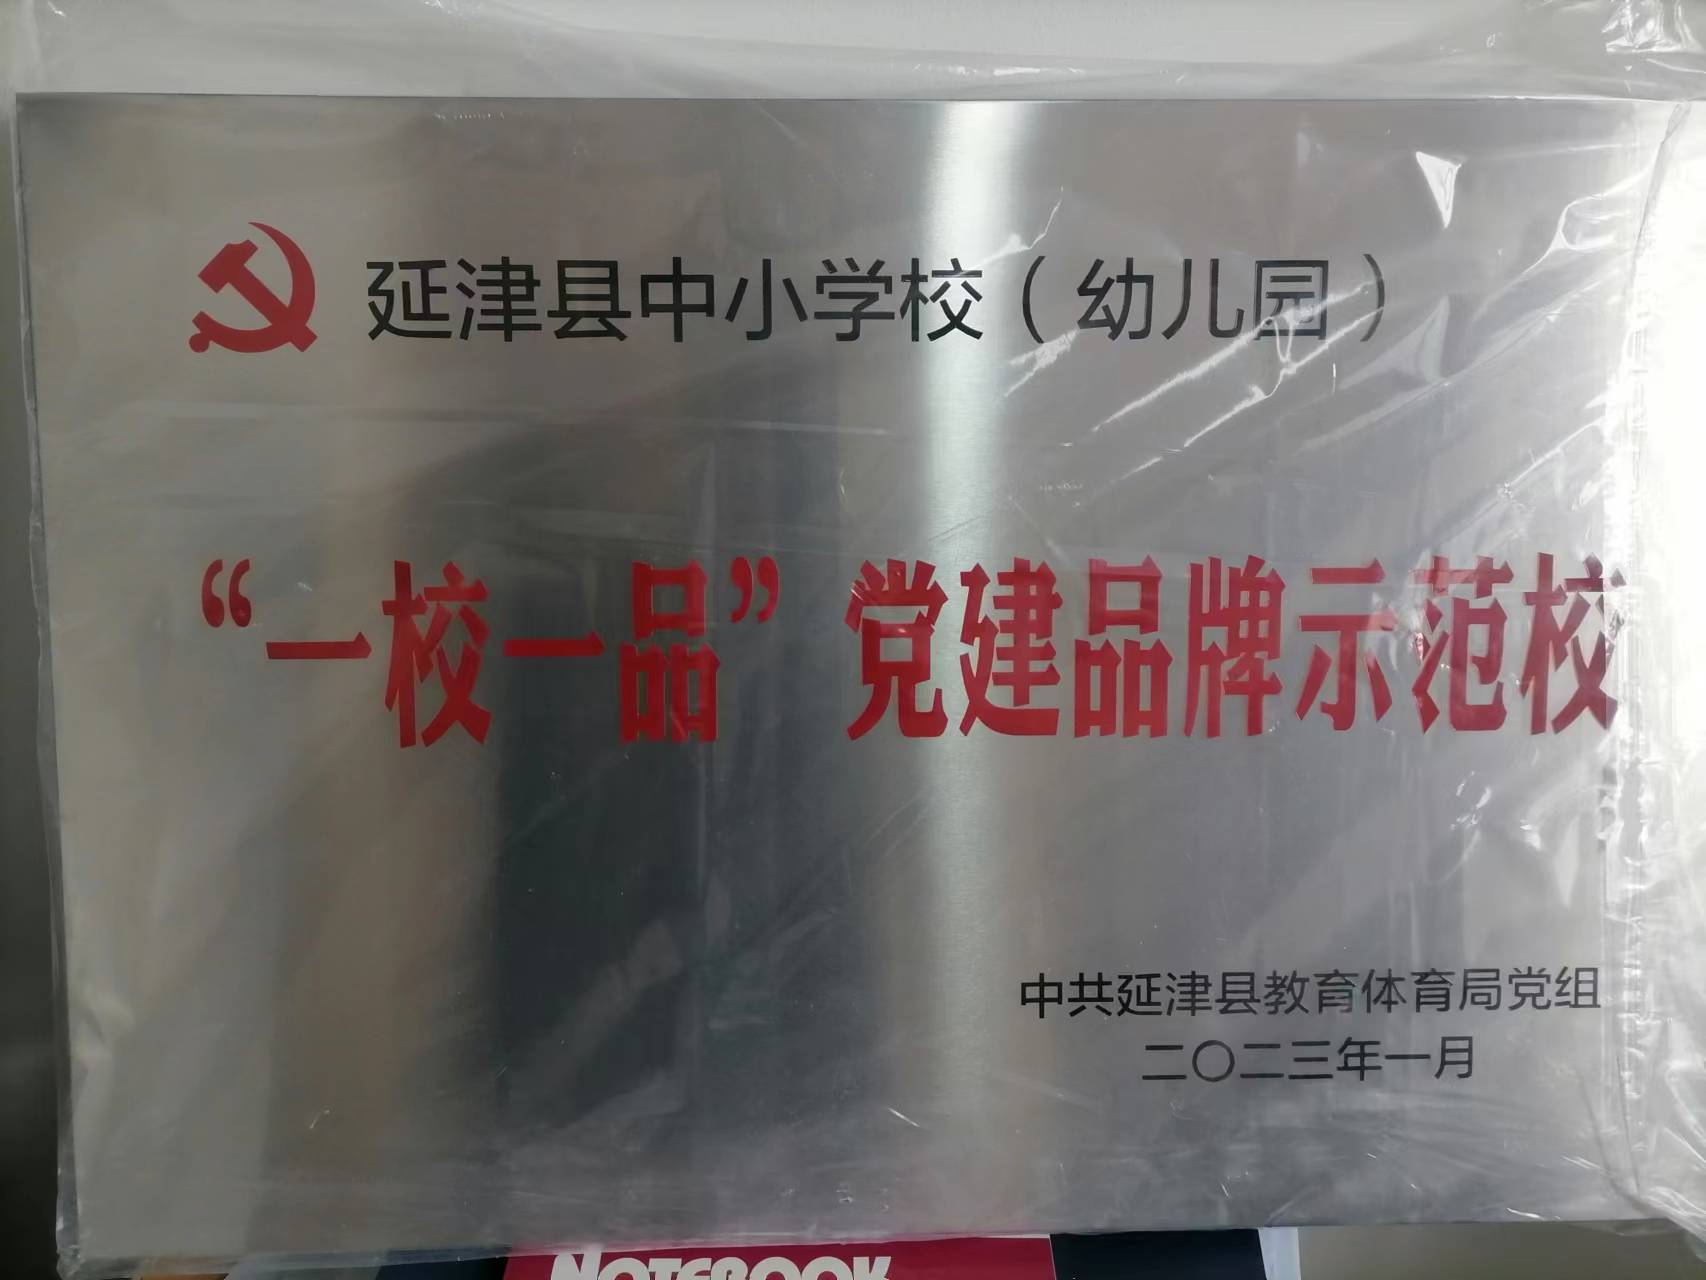 延津县中小学校（幼儿园）
“一校一品”党建品牌示范校
中共延津县教育体育局党组
二〇二三年一月
NOTEBOOK